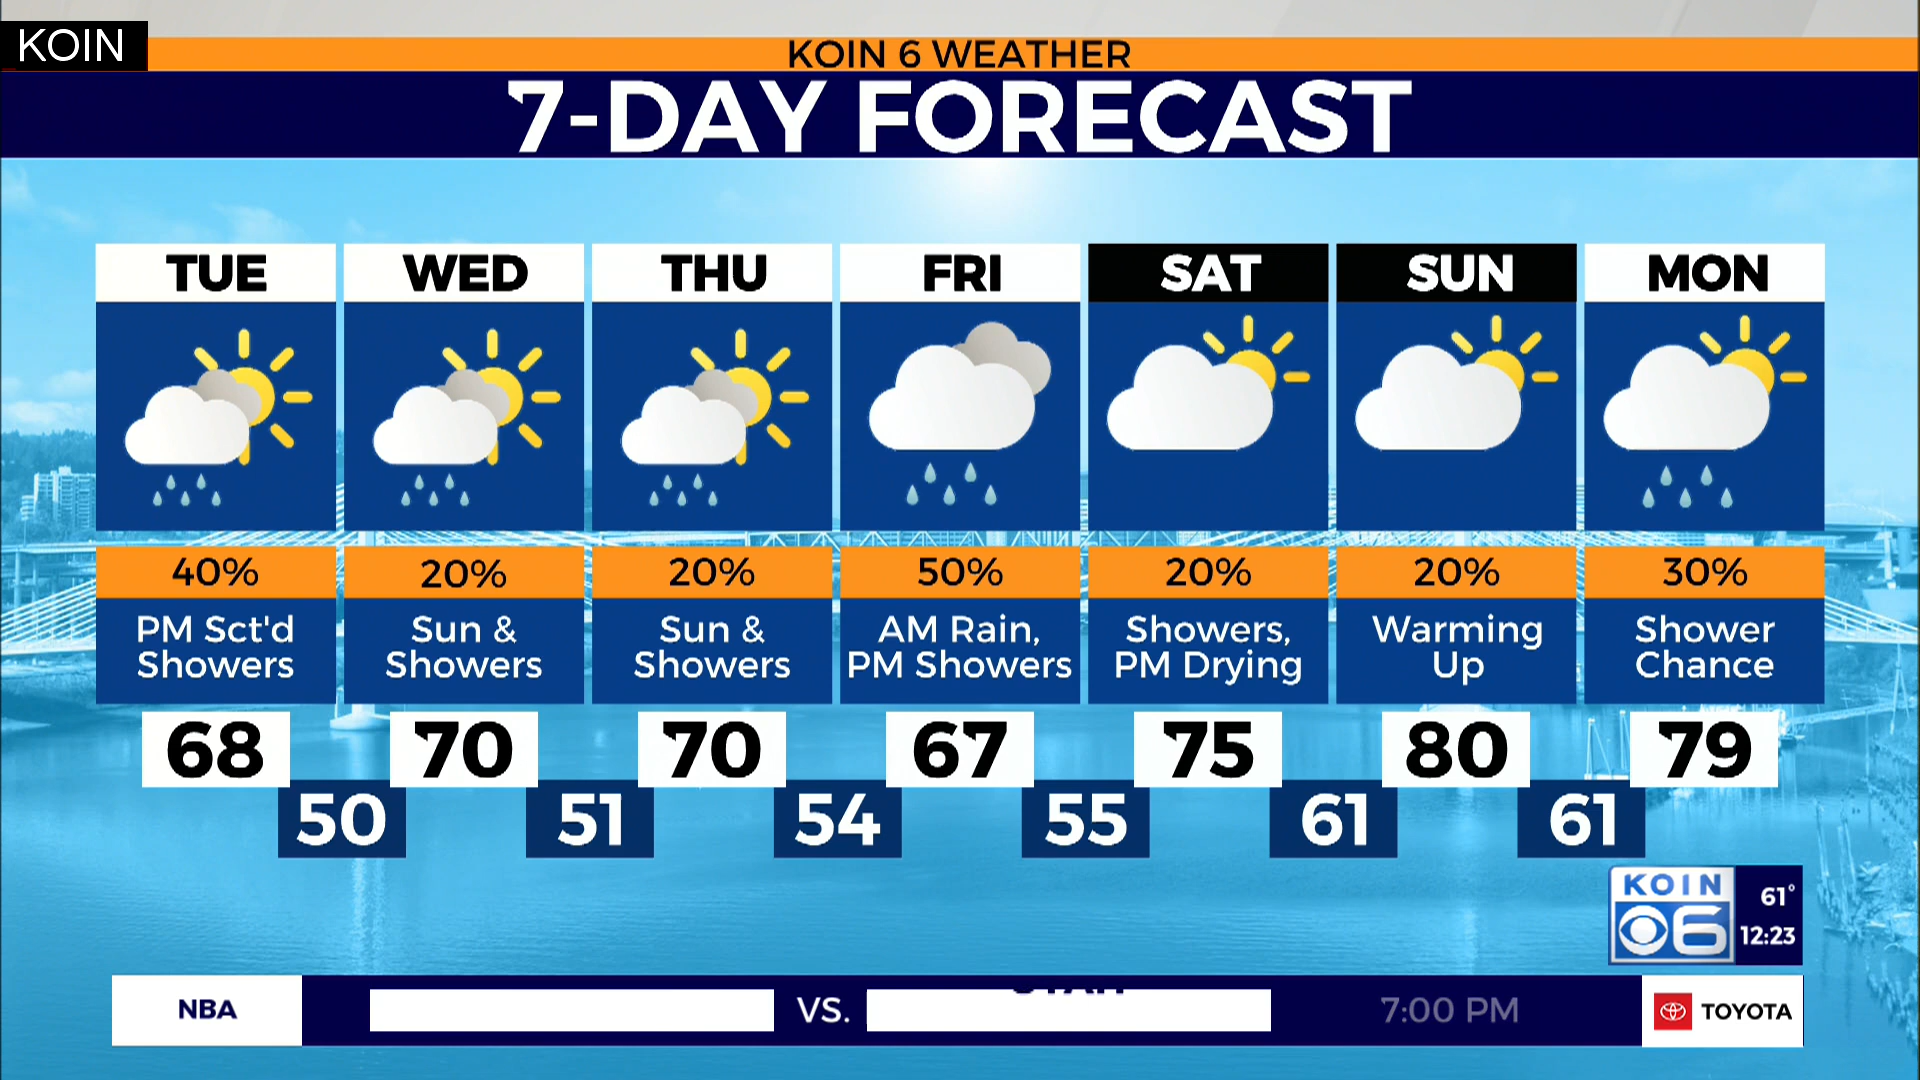 KOIN
KOIN 6 WEATHER
7-DAY FORECAST
TUE WED THU FRI SAT SUN MON
40% 20% 20% 50% 20% 20% 30%
PM Sct'd
Showers
Sun &
Showers
Sun &
Showers
AM Rain,
PM Showers
Showers,
PM Drying
Warming
Up
Shower
Chance
68 70 70 67 75 80 79
50 51 54 55 61 61
KOIN
6
61°
12:23
NBA VS. 7:00 PM TOYOTA